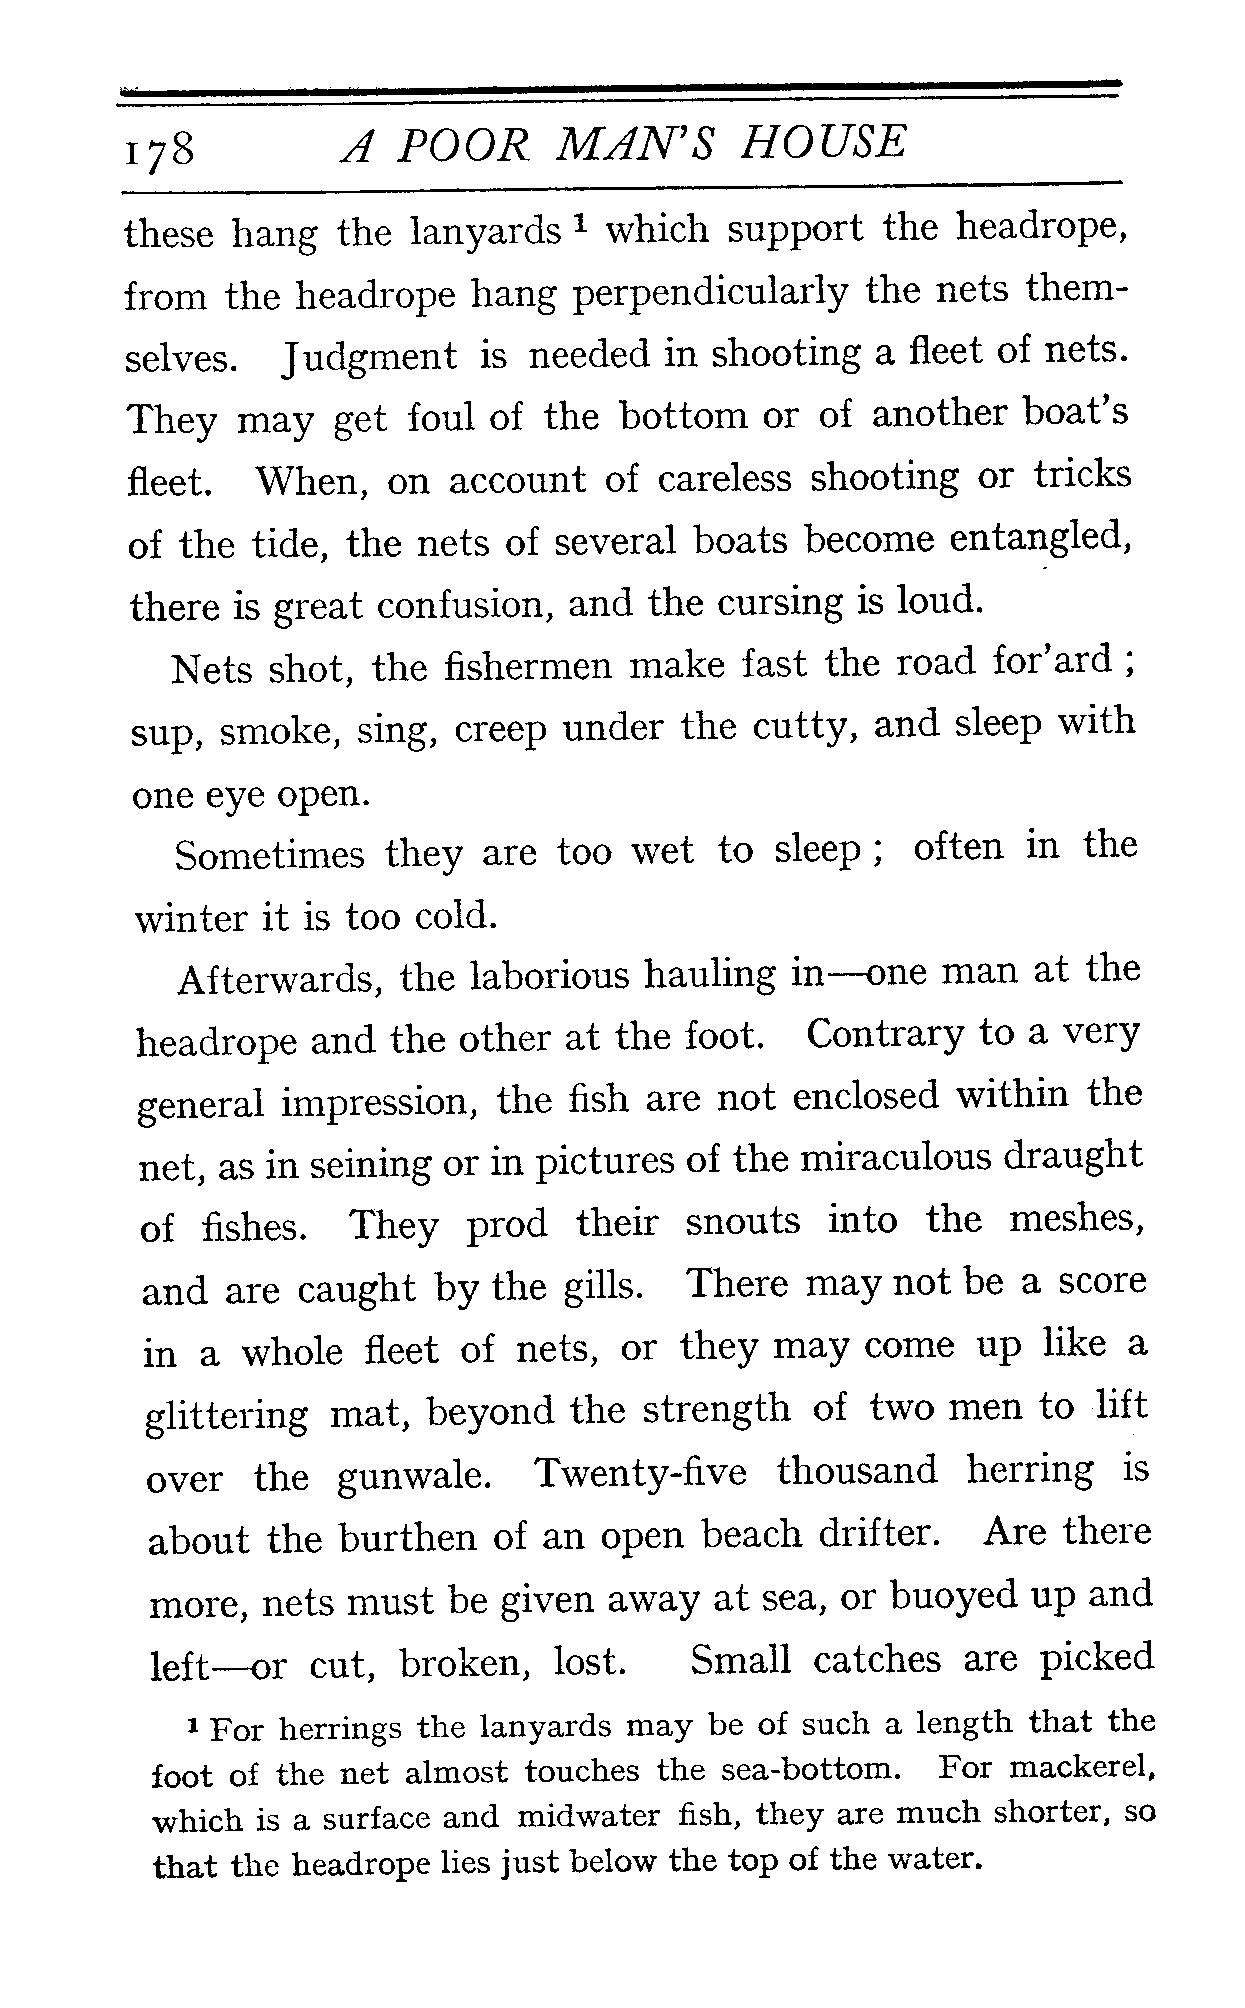 178 A POOR MAN'S HOUSE
these hang the lanyards ¹ which support the headrope,
from the headrope hang perpendicularly the nets them-
selves. Judgment is needed in shooting a fleet of nets.
They may get foul of the bottom or of another boat's
fleet. When, on account of careless shooting or tricks
of the tide, the nets of several boats become entangled,
there is great confusion, and the cursing is loud.
Nets shot, the fishermen make fast the road for'ard ;
sup, smoke, sing, creep under the cutty, and sleep with
one eye open.
Sometimes they are too wet to sleep ; often in the
winter it is too cold.
Afterwards, the laborious hauling in—one man at the
headrope and the other at the foot. Contrary to a very
general impression, the fish are not enclosed within the
net, as in seining or in pictures of the miraculous draught
of fishes. They prod their snouts into the meshes,
and are caught by the gills. There may not be a score
in a whole fleet of nets, or they may come up like a
glittering mat, beyond the strength of two men to lift
over the gunwale. Twenty-five thousand herring is
about the burthen of an open beach drifter. Are there
more, nets must be given away at sea, or buoyed up and
left—or cut, broken, lost. Small catches are picked
¹ For herrings the lanyards may be of such a length that the
foot of the net almost touches the sea-bottom. For mackerel,
which is a surface and midwater fish, they are much shorter, so
that the headrope lies just below the top of the water.